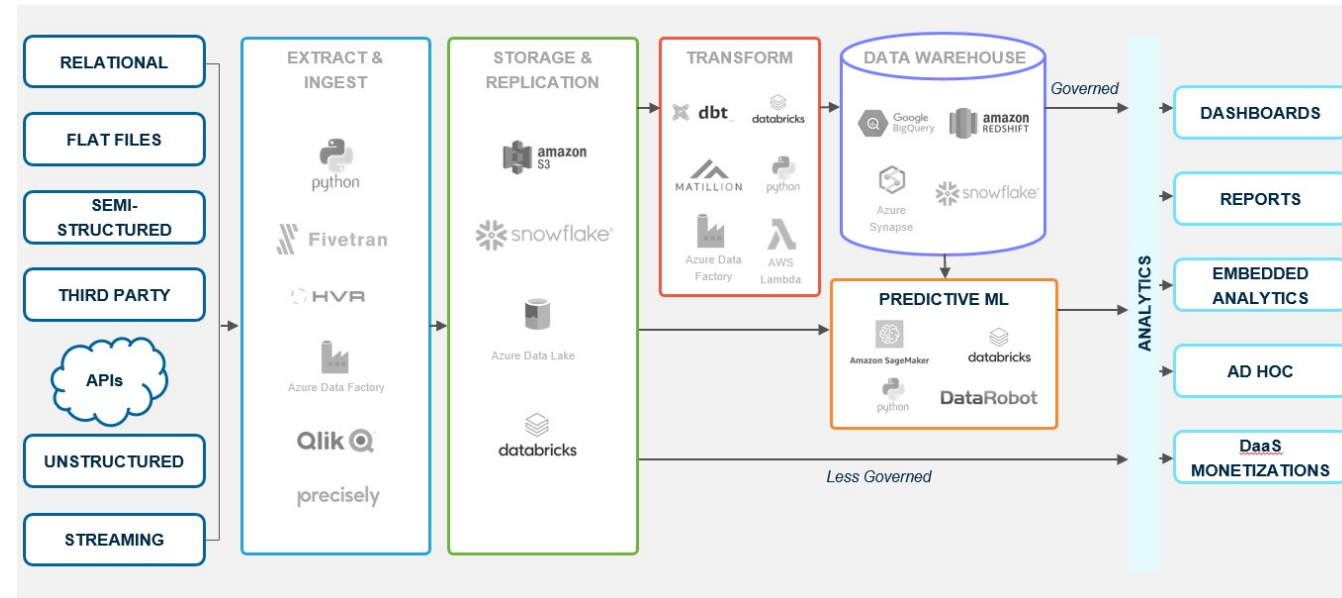 RELATIONAL
FLAT FILES
SEMI-
STRUCTURED
THIRD PARTY
APIs
UNSTRUCTURED
STREAMING
EXTRACT &
INGEST
python
Fivetran
HVR
Azure Data Factory
Qlik
precisely
STORAGE &
REPLICATION
amazon
S3
snowflake
Azure Data Lake
databricks
TRANSFORM
dbt
databricks
MATILLION
python
Azure Data
Factory
AWS
Lambda
DATA WAREHOUSE
Google
BigQuery
amazon
REDSHIFT
Azure
Synapse
snowflake
PREDICTIVE ML
Amazon SageMaker
databricks
python
DataRobot
Governed
Less Governed
ANALYTICS
DASHBOARDS
REPORTS
EMBEDDED
ANALYTICS
AD HOC
DaaS
MONETIZATIONS